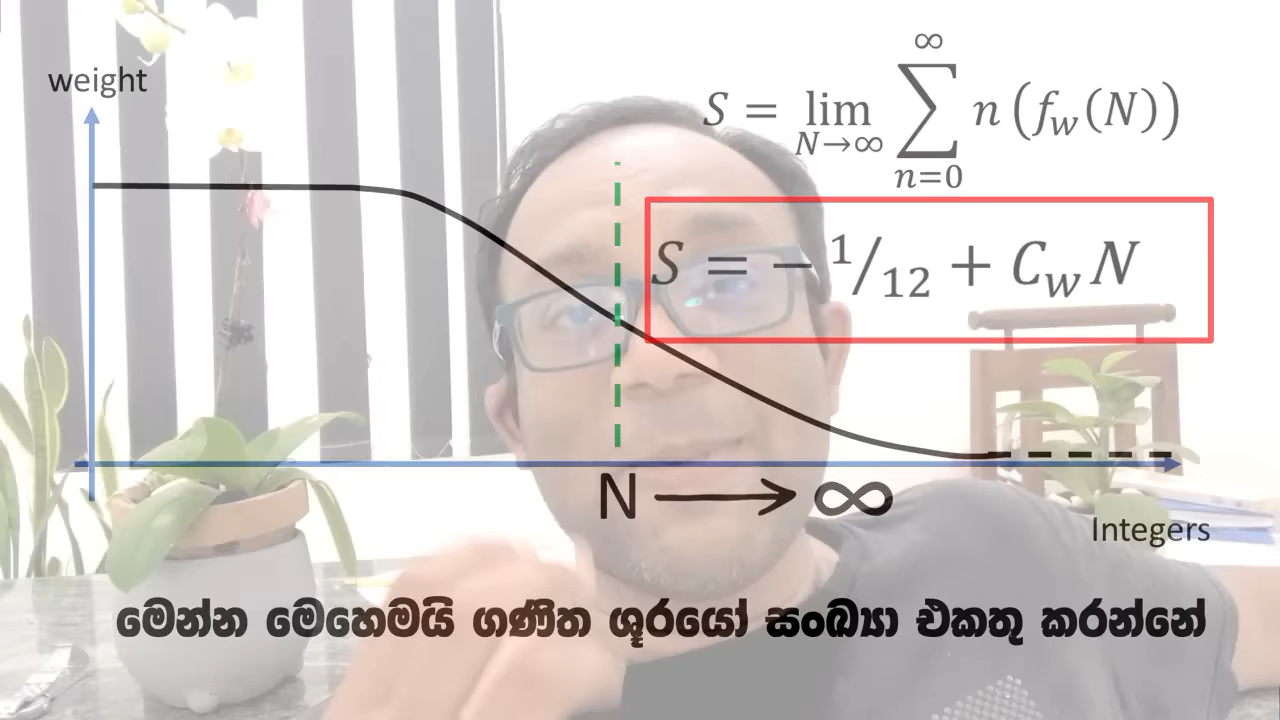 weight
S = lim_{N→∞} ∑_{n=0}^{∞} n (f_w(N))
S = − 1/12 + C_w N
N ⟶ ∞
Integers
මෙන්න මෙහෙමයි ගණිත ශූරයෝ සංඛ්‍යා එකතු කරන්නේ